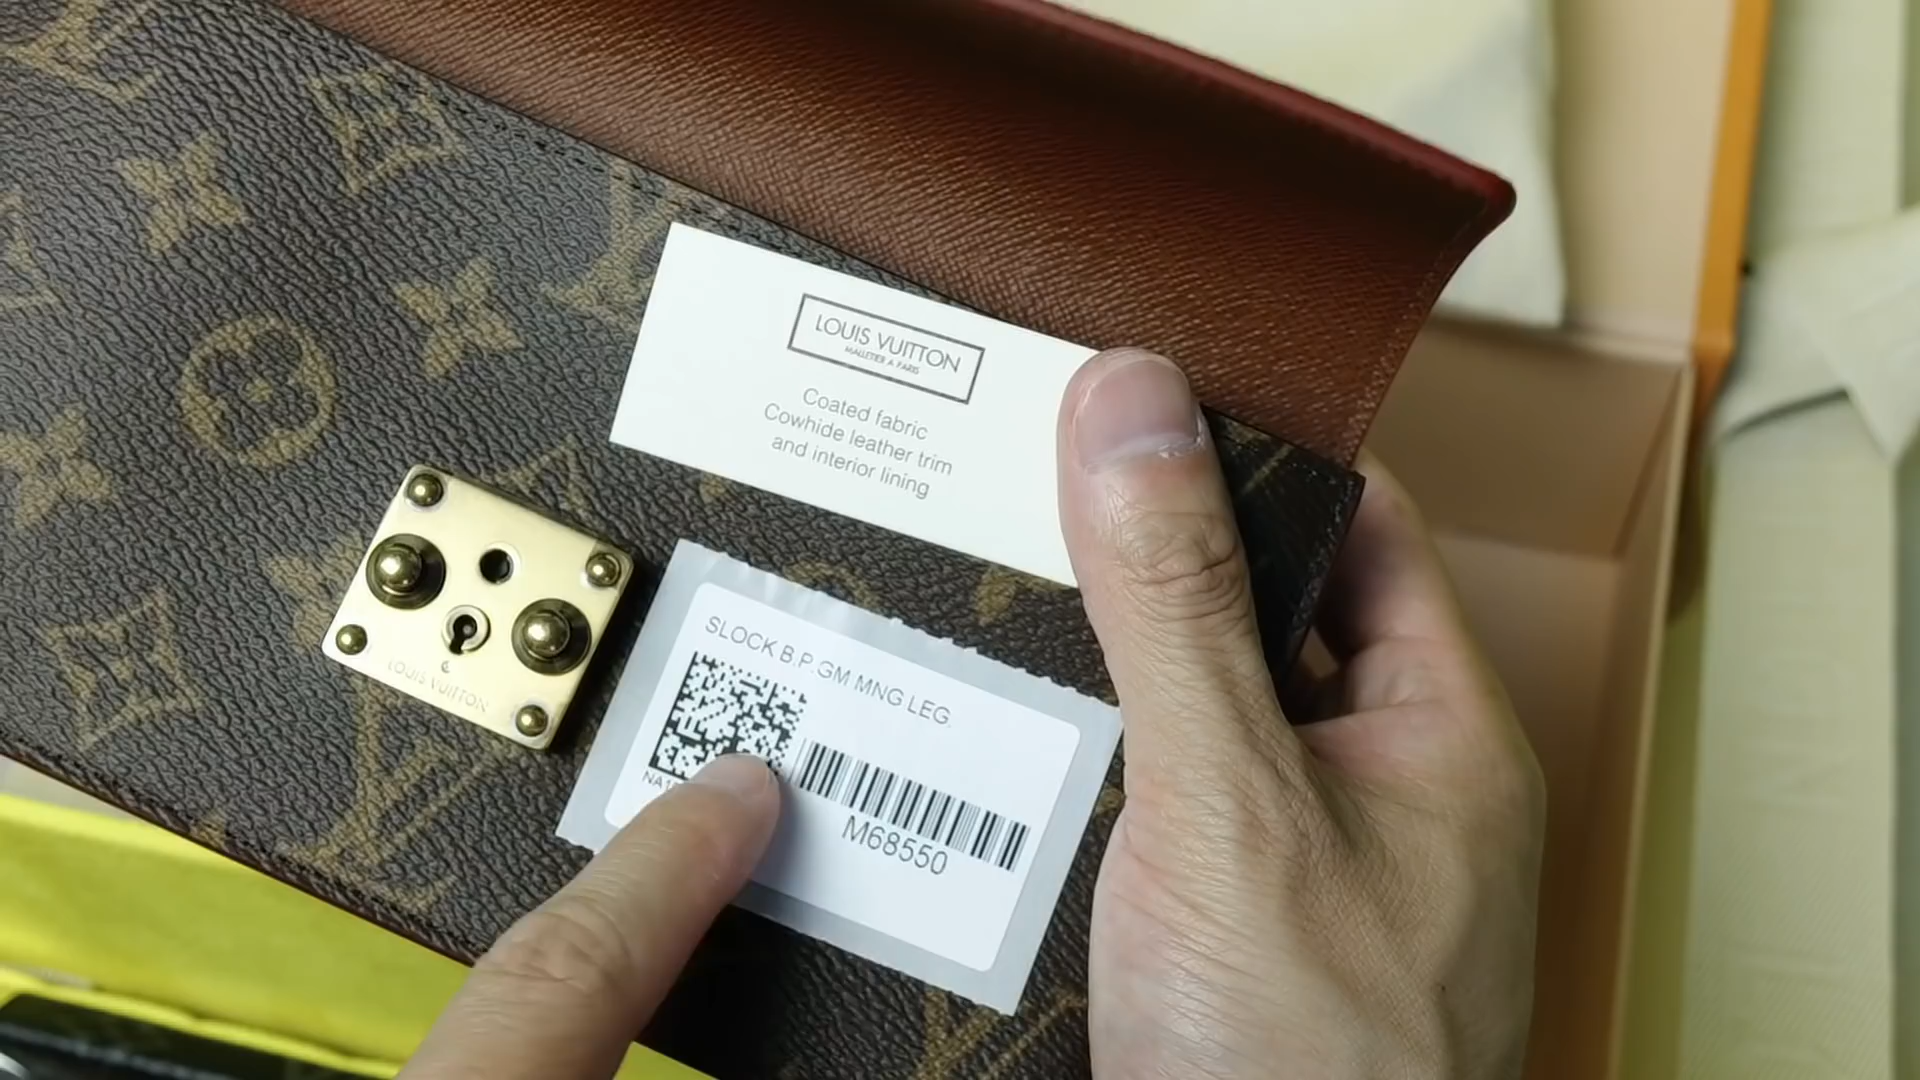 LOUIS VUITTON
MALLETIER A PARIS
Coated fabric
Cowhide leather trim
and interior lining
SLOCK B.P.GM MNG LEG
M68550
LOUIS VUITTON